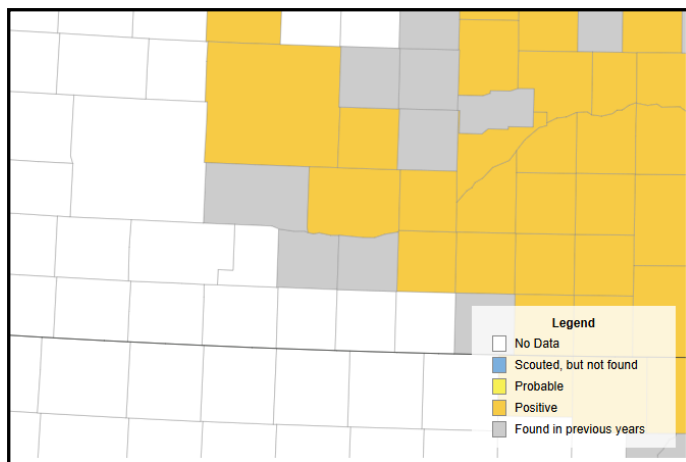 Legend
No Data
Scouted, but not found
Probable
Positive
Found in previous years